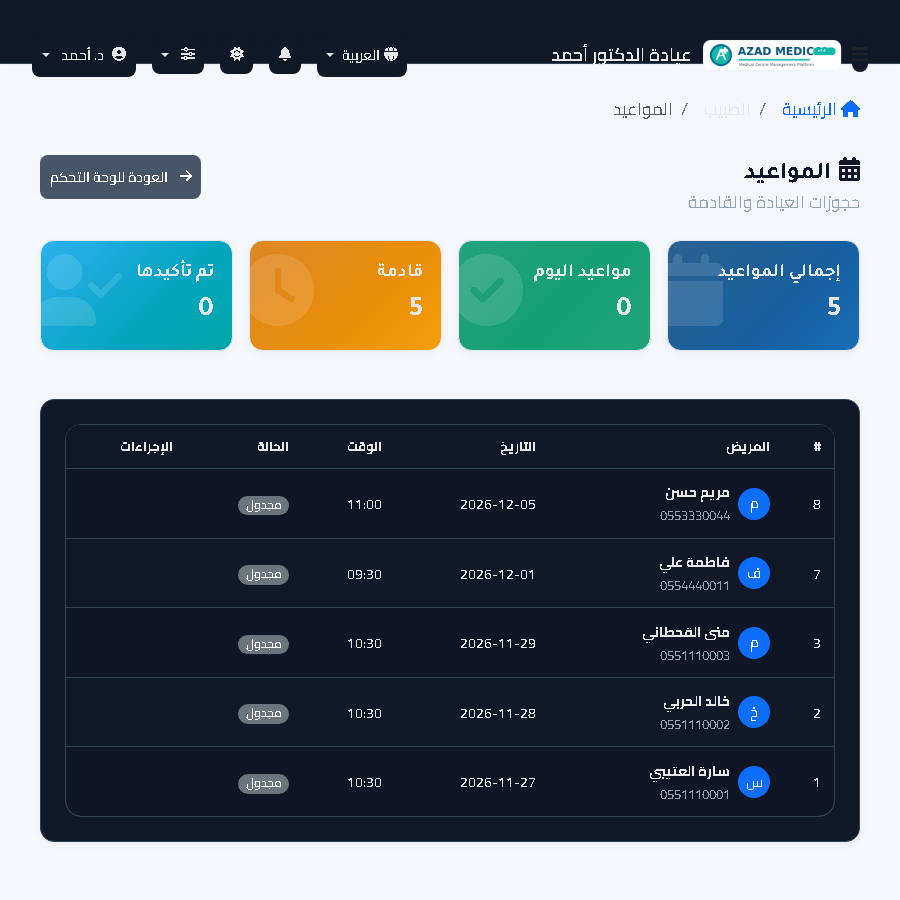 AZAD MEDIC
Medical Centre Management Platform
عيادة الدكتور أحمد
العربية
د. أحمد
الرئيسية / الطبيب / المواعيد
المواعيد
حجوزات العيادة والقادمة
العودة للوحة التحكم
إجمالي المواعيد
5
مواعيد اليوم
0
قادمة
5
تم تأكيدها
0
# المريض التاريخ الوقت الحالة الإجراءات
8 م مريم حسن 2026-12-05 11:00 مجدول
0553330044
7 ف فاطمة علي 2026-12-01 09:30 مجدول
0554440011
3 م منى القحطاني 2026-11-29 10:30 مجدول
0551110003
2 خ خالد الحربي 2026-11-28 10:30 مجدول
0551110002
1 س سارة العتيبي 2026-11-27 10:30 مجدول
0551110001